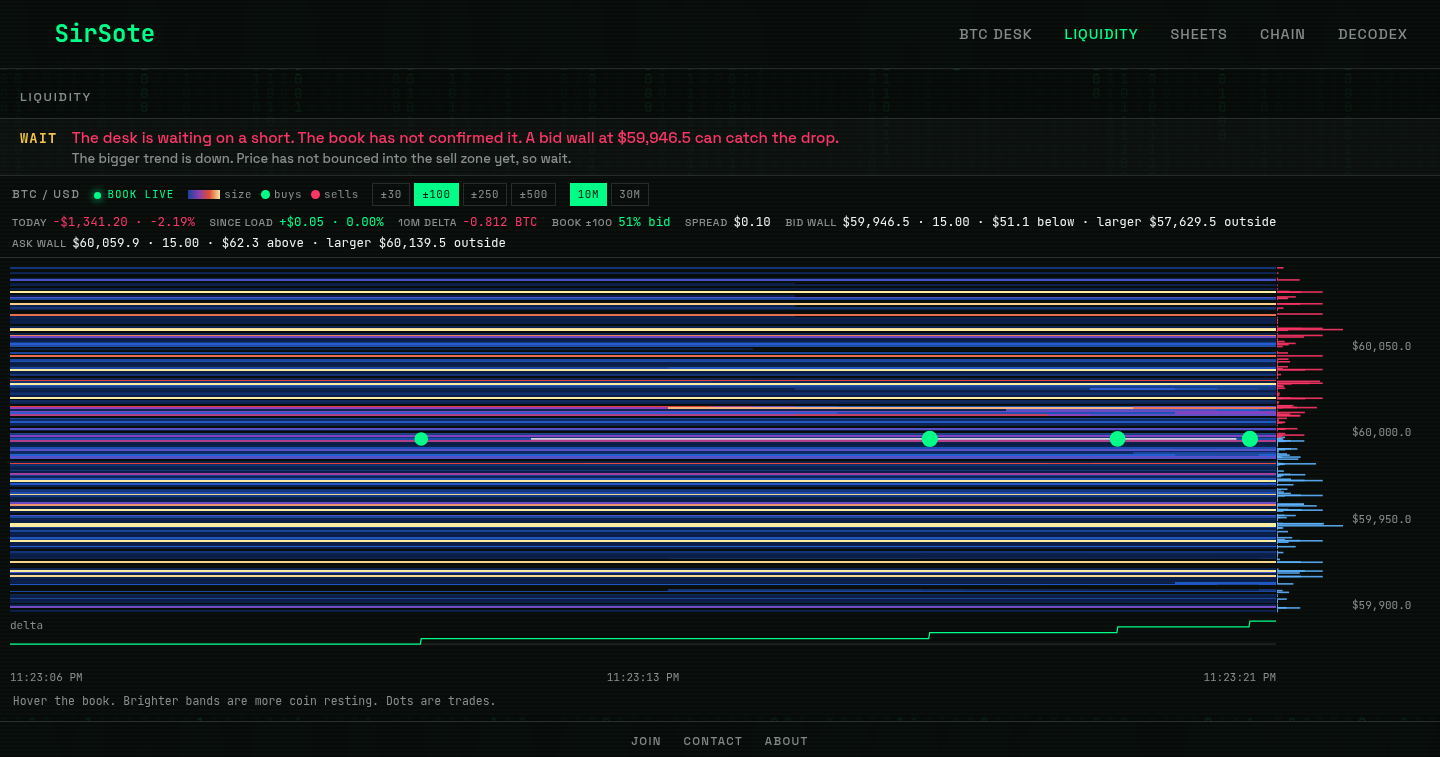 SirSote
BTC DESK LIQUIDITY SHEETS CHAIN DECODEX
LIQUIDITY
WAIT The desk is waiting on a short. The book has not confirmed it. A bid wall at $59,946.5 can catch the drop.
The bigger trend is down. Price has not bounced into the sell zone yet, so wait.
BTC / USD BOOK LIVE size buys sells ±30 ±100 ±250 ±500 10M 30M
TODAY -$1,341.20 · -2.19% SINCE LOAD +$0.05 · 0.00% 10M DELTA -0.812 BTC BOOK ±100 51% bid SPREAD $0.10 BID WALL $59,946.5 · 15.00 · $51.1 below · larger $57,629.5 outside
ASK WALL $60,059.9 · 15.00 · $62.3 above · larger $60,139.5 outside
$60,050.0
$60,000.0
$59,950.0
$59,900.0
delta
11:23:06 PM 11:23:13 PM 11:23:21 PM
Hover the book. Brighter bands are more coin resting. Dots are trades.
JOIN CONTACT ABOUT